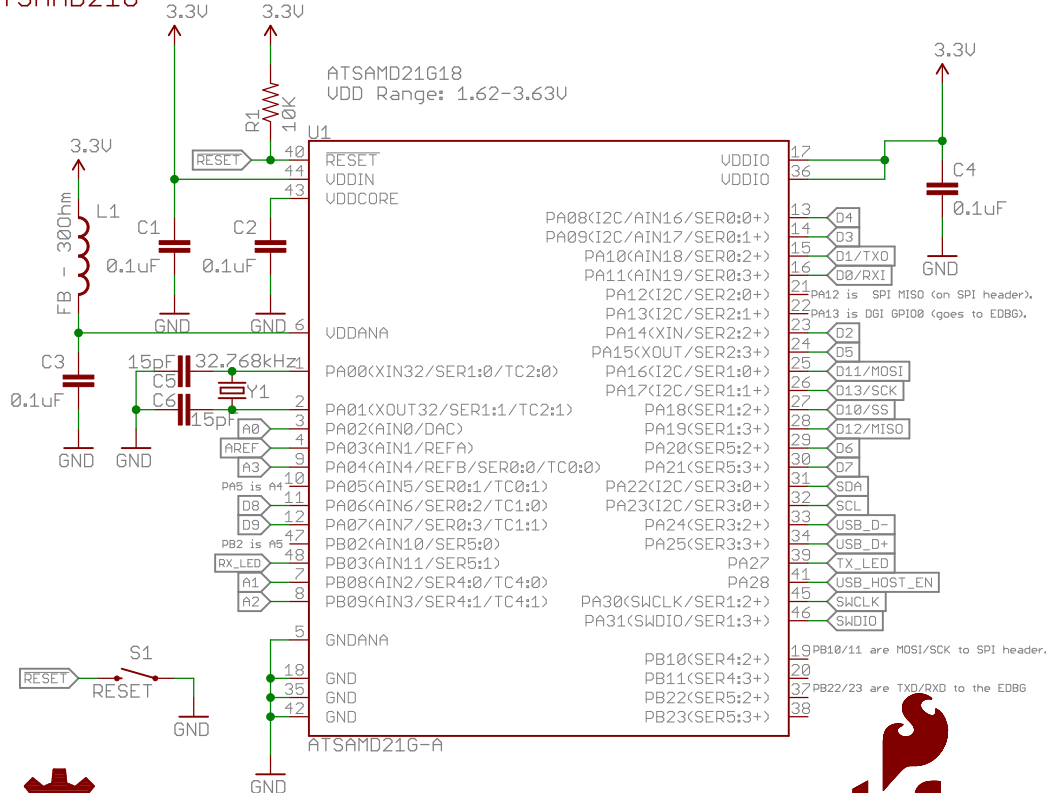 3.3V
3.3V
ATSAMD21G18
VDD Range: 1.62-3.63V
3.3V
R1
10K
U1
3.3V
RESET
40
RESET
44
VDDIN
43
VDDCORE
VDDIO
17
VDDIO
36
C4
0.1uF
GND
L1
FB - 30Ohm
C1
0.1uF
GND
C2
0.1uF
GND
6
VDDANA
C3
0.1uF
GND
15pF
C5
C6
15pF
32.768kHz
Y1
GND
1
PA00(XIN32/SER1:0/TC2:0)
2
PA01(XOUT32/SER1:1/TC2:1)
A0
3
PA02(AIN0/DAC)
AREF
4
PA03(AIN1/REFA)
A3
9
PA04(AIN4/REFB/SER0:0/TC0:0)
PA5 is A4
10
PA05(AIN5/SER0:1/TC0:1)
D8
11
PA06(AIN6/SER0:2/TC1:0)
D9
12
PA07(AIN7/SER0:3/TC1:1)
PB2 is A5
47
PB02(AIN10/SER5:0)
RX_LED
48
PB03(AIN11/SER5:1)
A1
7
PB08(AIN2/SER4:0/TC4:0)
A2
8
PB09(AIN3/SER4:1/TC4:1)
5
GNDANA
18
GND
35
GND
42
GND
GND
ATSAMD21G-A
PA08(I2C/AIN16/SER0:0+)
13
D4
PA09(I2C/AIN17/SER0:1+)
14
D3
PA10(AIN18/SER0:2+)
15
D1/TXO
PA11(AIN19/SER0:3+)
16
D0/RXI
PA12(I2C/SER2:0+)
21
PA12 is SPI MISO (on SPI header).
PA13(I2C/SER2:1+)
22
PA13 is DGI GPIO0 (goes to EDBG).
PA14(XIN/SER2:2+)
23
D2
PA15(XOUT/SER2:3+)
24
D5
PA16(I2C/SER1:0+)
25
D11/MOSI
PA17(I2C/SER1:1+)
26
D13/SCK
PA18(SER1:2+)
27
D10/SS
PA19(SER1:3+)
28
D12/MISO
PA20(SER5:2+)
29
D6
PA21(SER5:3+)
30
D7
PA22(I2C/SER3:0+)
31
SDA
PA23(I2C/SER3:0+)
32
SCL
PA24(SER3:2+)
33
USB_D-
PA25(SER3:3+)
34
USB_D+
PA27
39
TX_LED
PA28
41
USB_HOST_EN
PA30(SWCLK/SER1:2+)
45
SWCLK
PA31(SWDIO/SER1:3+)
46
SWDIO
PB10(SER4:2+)
19
PB10/11 are MOSI/SCK to SPI header.
PB11(SER4:3+)
20
PB22(SER5:2+)
37
PB22/23 are TXD/RXD to the EDBG
PB23(SER5:3+)
38
RESET
S1
RESET
GND